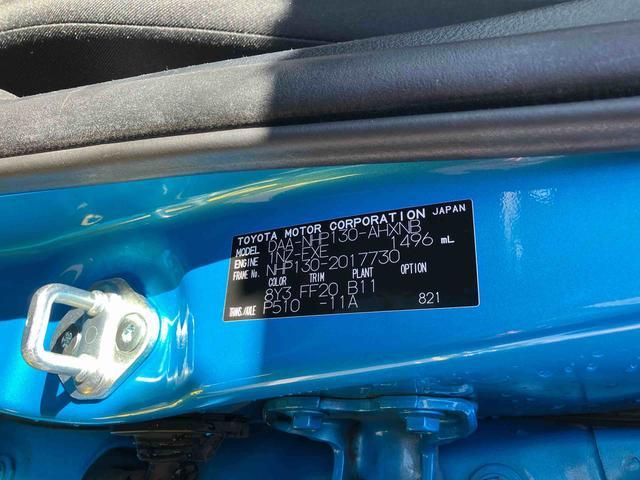 TOYOTA MOTOR CORPORATION JAPAN
MODEL DAA-NHP130-AHXNB
1NZ-FXE 1496 mL
FRAME No. NHP130-2017730
COLOR TRIM PLANT OPTION
8Y3 FF20 B11
TRANS./AXLE P510 -11A 821